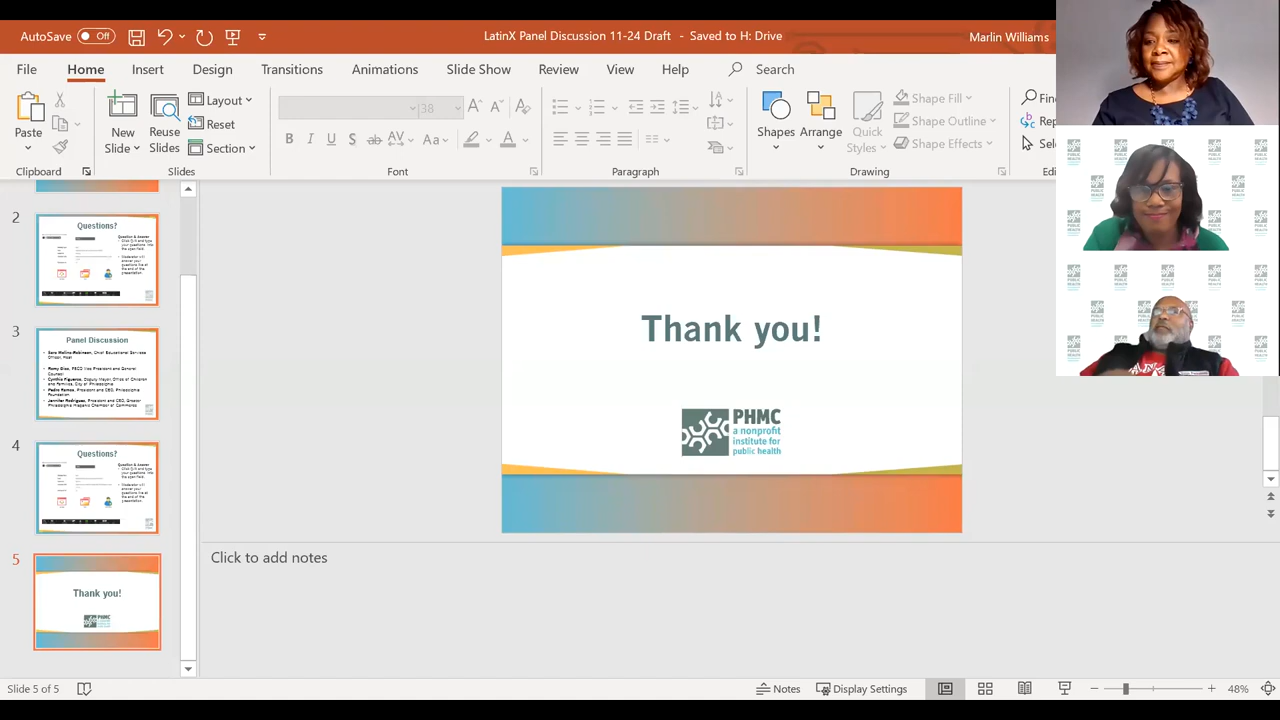 AutoSave Off LatinX Panel Discussion 11-24 Draft - Saved to H: Drive Marlin Williams
File Home Insert Design Transitions Animations Slide Show Review View Help Search
Paste
New
Slide
Reuse
Slides
Layout
Reset
Section
38
B I U S ab AV Aa A
Shapes Arrange Quick
Styles
Shape Fill
Shape Outline
Shape Effects
Clipboard Slides Font Paragraph Drawing
2
Questions?
3
Panel Discussion
4
Questions?
5
Thank you!
Thank you!
PHMC
a nonprofit
institute for
public health
Click to add notes
Slide 5 of 5 Notes Display Settings 48%